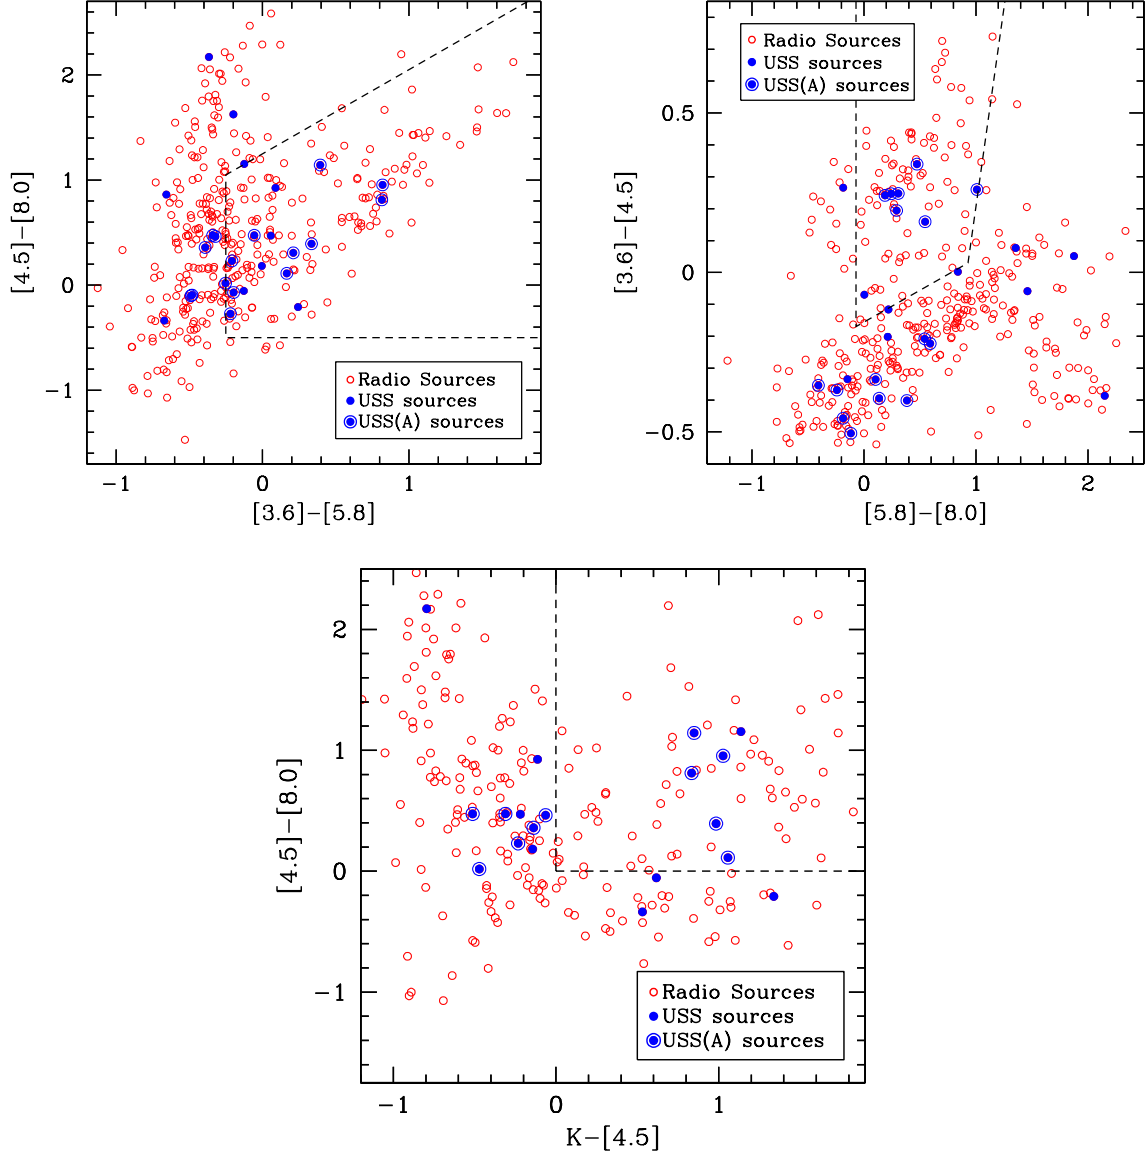 2
1
0
−1
[4.5]−[8.0]
Radio Sources
USS sources
USS(A) sources
−1
0
1
[3.6]−[5.8]
Radio Sources
USS sources
USS(A) sources
0.5
0
−0.5
[3.6]−[4.5]
−1
0
1
2
[5.8]−[8.0]
2
1
0
−1
[4.5]−[8.0]
Radio Sources
USS sources
USS(A) sources
−1
0
1
K−[4.5]